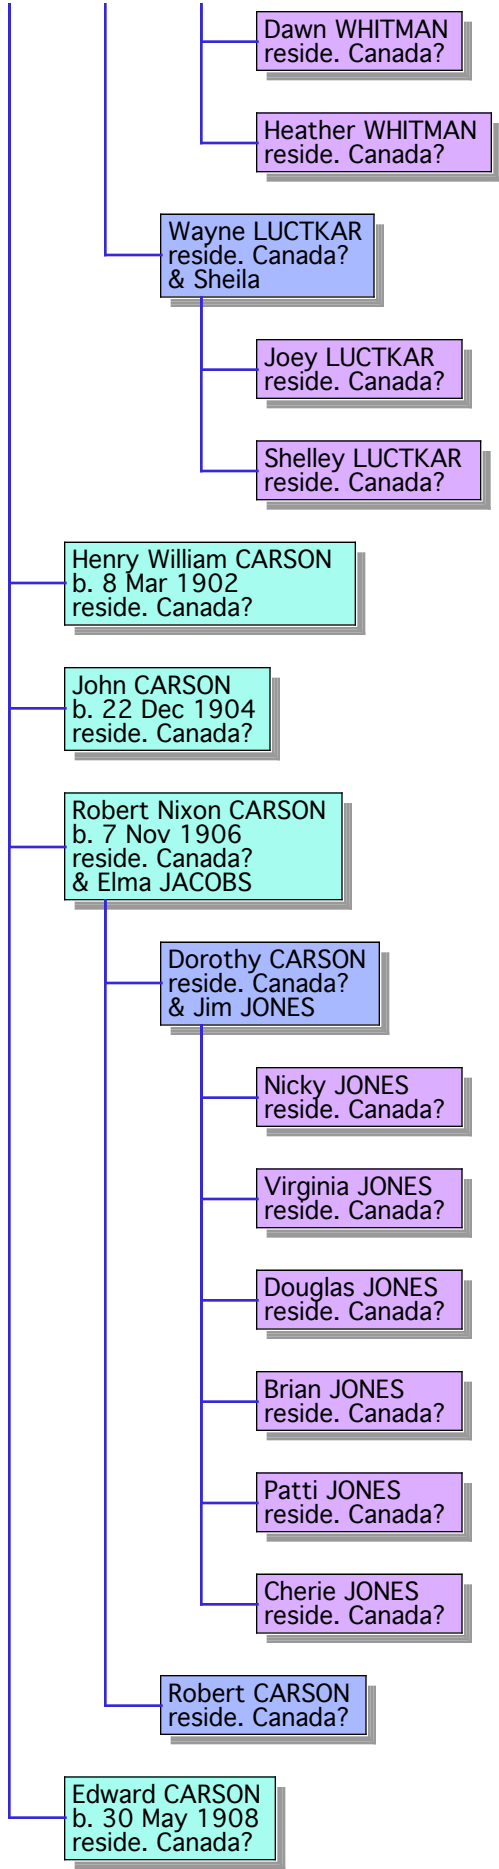 Dawn WHITMAN
reside. Canada?
Heather WHITMAN
reside. Canada?
Wayne LUCTKAR
reside. Canada?
& Sheila
Joey LUCTKAR
reside. Canada?
Shelley LUCTKAR
reside. Canada?
Henry William CARSON
b. 8 Mar 1902
reside. Canada?
John CARSON
b. 22 Dec 1904
reside. Canada?
Robert Nixon CARSON
b. 7 Nov 1906
reside. Canada?
& Elma JACOBS
Dorothy CARSON
reside. Canada?
& Jim JONES
Nicky JONES
reside. Canada?
Virginia JONES
reside. Canada?
Douglas JONES
reside. Canada?
Brian JONES
reside. Canada?
Patti JONES
reside. Canada?
Cherie JONES
reside. Canada?
Robert CARSON
reside. Canada?
Edward CARSON
b. 30 May 1908
reside. Canada?